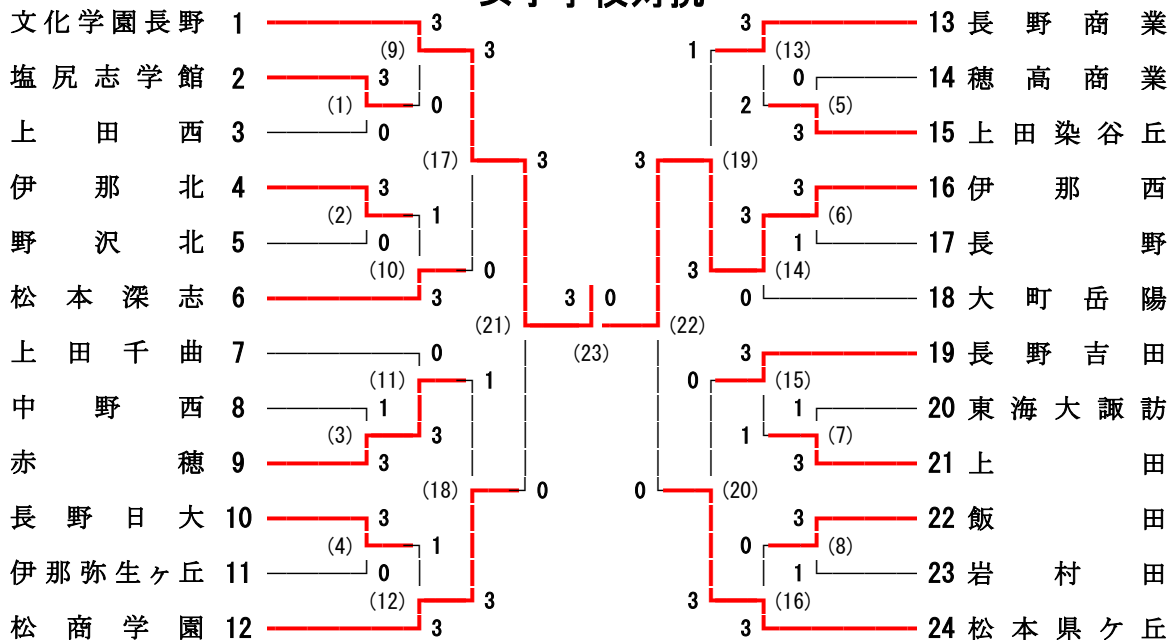 女子学校対抗
文化学園長野 1 3 3 13 長野商業
(9) 3 1 (13)
塩尻志学館 2 3 0 14 穂高商業
(1) 0 2 (5)
上田西 3 0 3 15 上田染谷丘
(17) 3 3 (19)
伊那北 4 3 3 16 伊那西
(2) 1 3 (6)
野沢北 5 0 1 17 長野
(10) 0 3 (14)
松本深志 6 3 3 0 0 18 大町岳陽
(21) (22)
上田千曲 7 0 (23) 3 19 長野吉田
(11) 1 0 (15)
中野西 8 1 1 20 東海大諏訪
(3) 3 1 (7)
赤穂 9 3 3 21 上田
(18) 0 0 (20)
長野日大 10 3 3 22 飯田
(4) 1 0 (8)
伊那弥生ヶ丘 11 0 1 23 岩村田
(12) 3 3 (16)
松商学園 12 3 3 24 松本県ケ丘